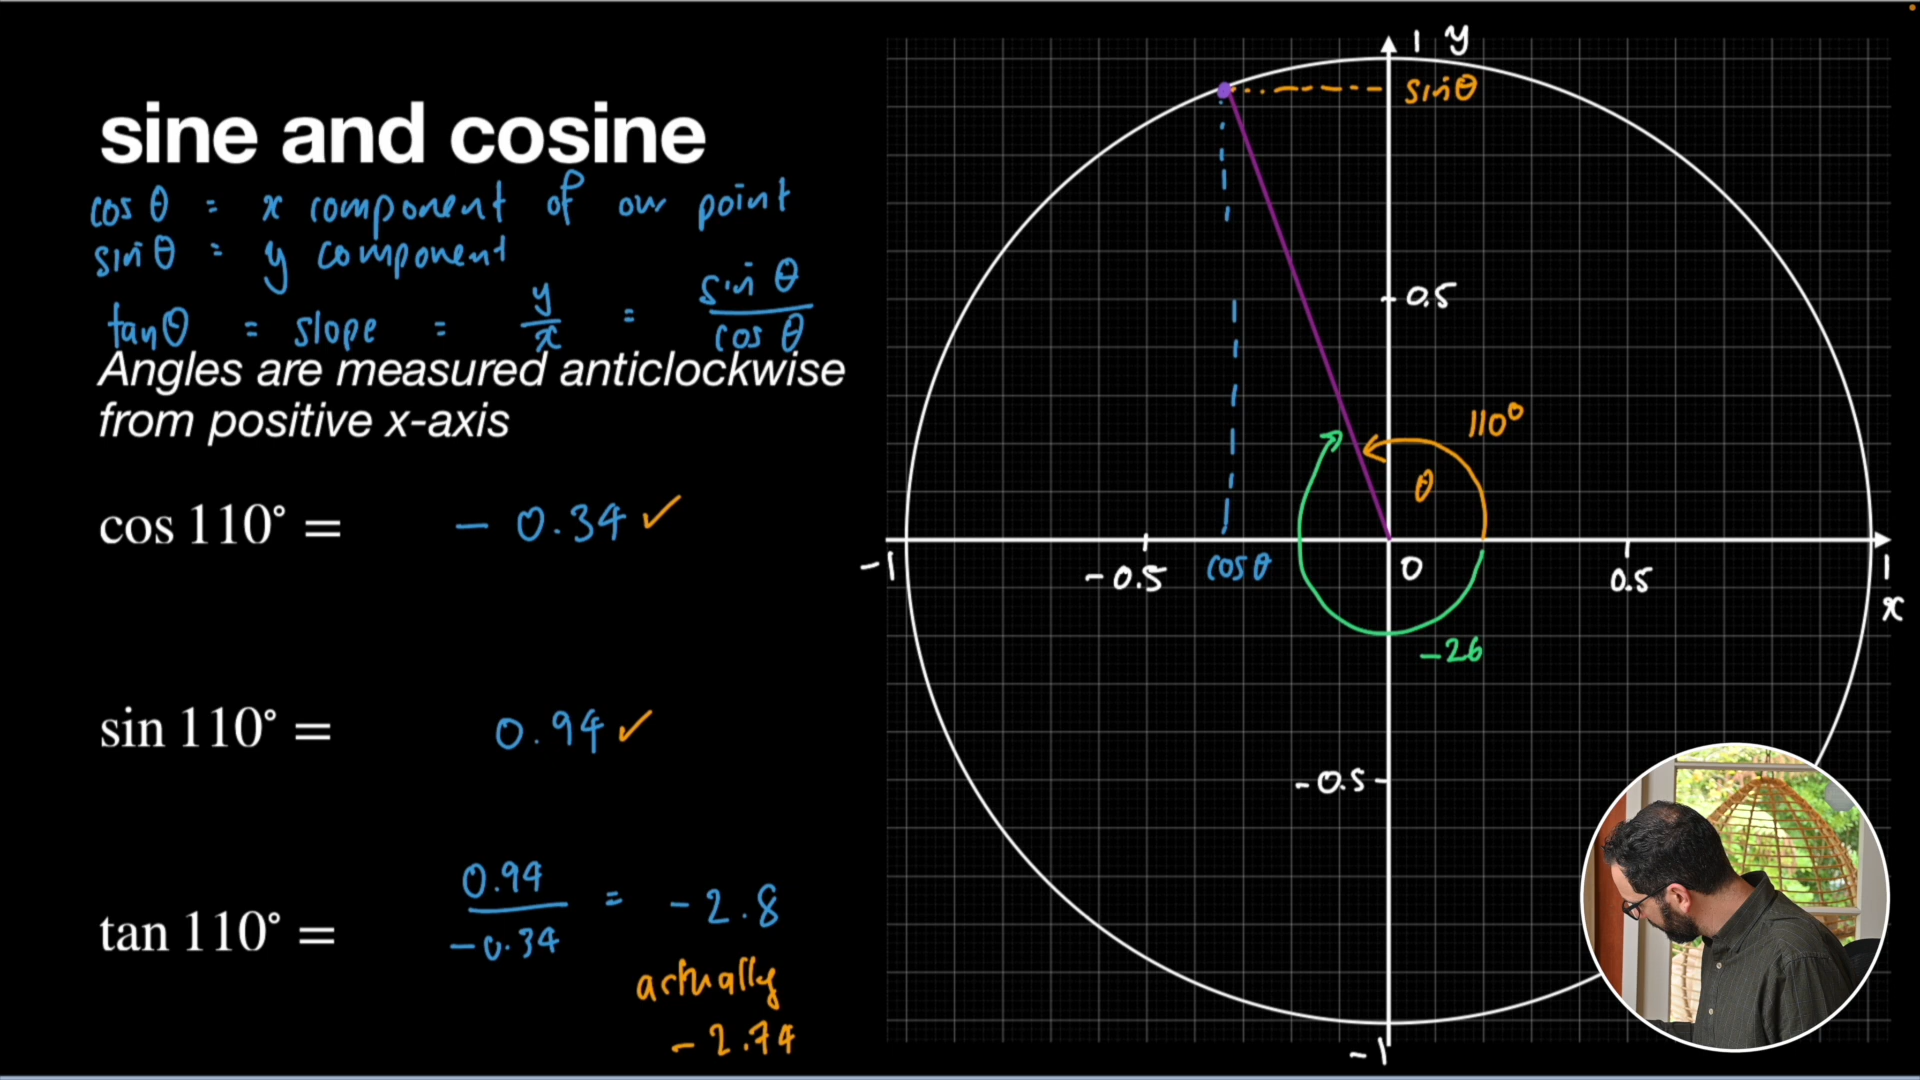 sine and cosine
cos θ = x component of our point
sin θ = y component
tan θ = slope = y/x = sin θ/cos θ
Angles are measured anticlockwise
from positive x-axis
cos 110° = - 0.34 ✓
sin 110° = 0.94 ✓
tan 110° = 0.94/-0.34 = -2.8
actually
-2.74
1 y
sinθ
0.5
110°
θ
-1
-0.5
cosθ
0
0.5
1
x
-26
-0.5
-1